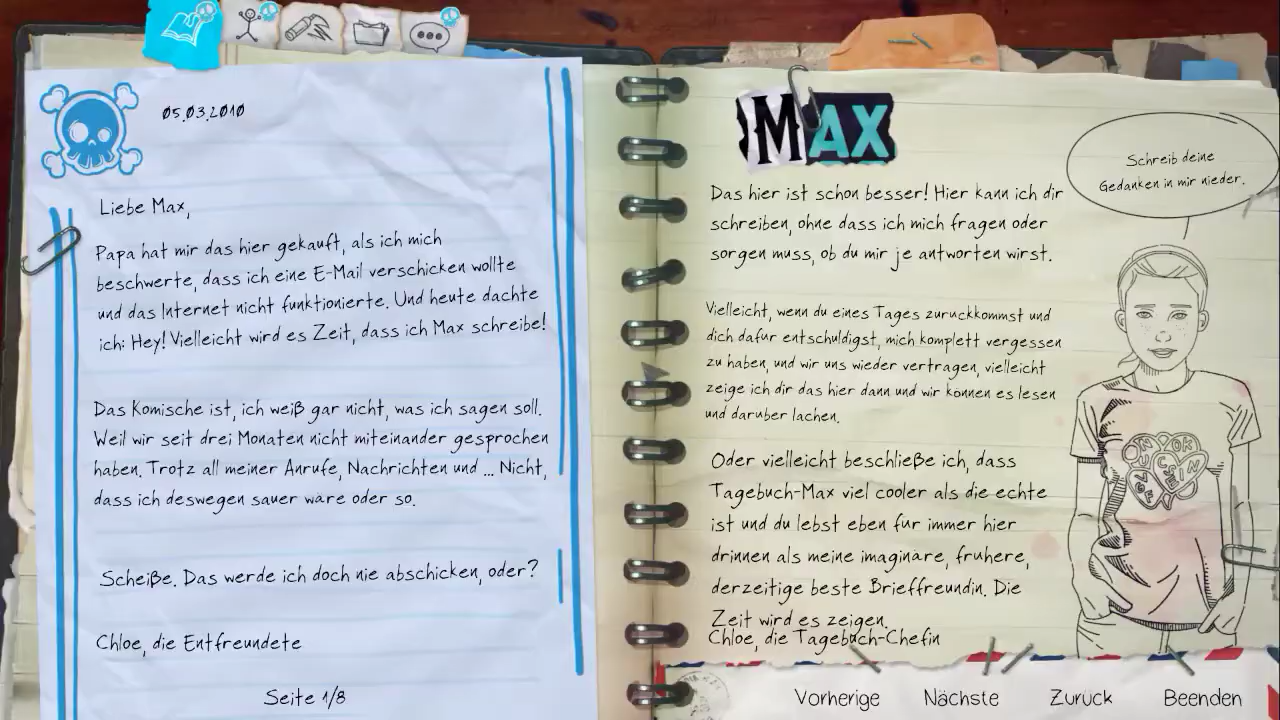 05.03.2010
Liebe Max,
Papa hat mir das hier gekauft, als ich mich
beschwerte, dass ich eine E-Mail verschicken wollte
und das Internet nicht funktionierte. Und heute dachte
ich: Hey! Vielleicht wird es Zeit, dass ich Max schreibe!
Das Komische ist, ich weiß gar nicht, was ich sagen soll.
Weil wir seit drei Monaten nicht miteinander gesprochen
haben. Trotz all meiner Anrufe, Nachrichten und ... Nicht,
dass ich deswegen sauer ware oder so.
Scheiße. Das werde ich doch nie abschicken, oder?
Chloe, die Entfreundete
Seite 1/8
MAX
Das hier ist schon besser! Hier kann ich dir
schreiben, ohne dass ich mich fragen oder
sorgen muss, ob du mir je antworten wirst.
Vielleicht, wenn du eines Tages zuruckkommst und
dich dafur entschuldigst, mich komplett vergessen
zu haben, und wir uns wieder vertragen, vielleicht
zeige ich dir das hier dann und wir konnen es lesen
und daruber lachen.
Oder vielleicht beschließe ich, dass
Tagebuch-Max viel cooler als die echte
ist und du lebst eben fur immer hier
drinnen als meine imaginare, fruhere,
derzeitige beste Brieffreundin. Die
Zeit wird es zeigen.
Chloe, die Tagebuch-Chefin
Schreib deine
Gedanken in mir nieder.
Vorherige Nächste Zurück Beenden